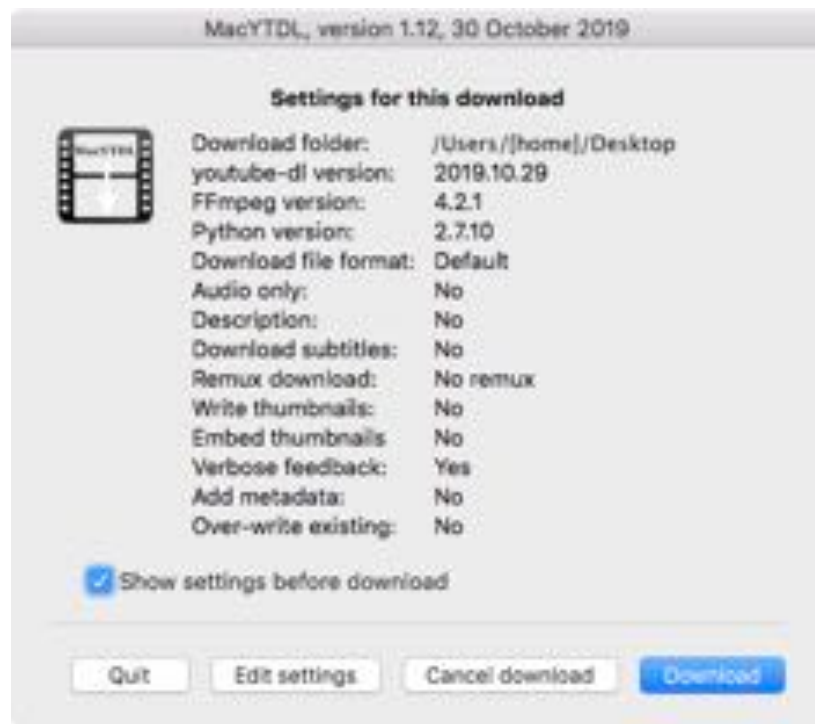 MacYTDL, version 1.12, 30 October 2019
Settings for this download
MacYTDL
Download folder: /Users/[home]/Desktop
youtube-dl version: 2019.10.29
FFmpeg version: 4.2.1
Python version: 2.7.10
Download file format: Default
Audio only: No
Description: No
Download subtitles: No
Remux download: No remux
Write thumbnails: No
Embed thumbnails No
Verbose feedback: Yes
Add metadata: No
Over-write existing: No
Show settings before download
Quit Edit settings Cancel download Download